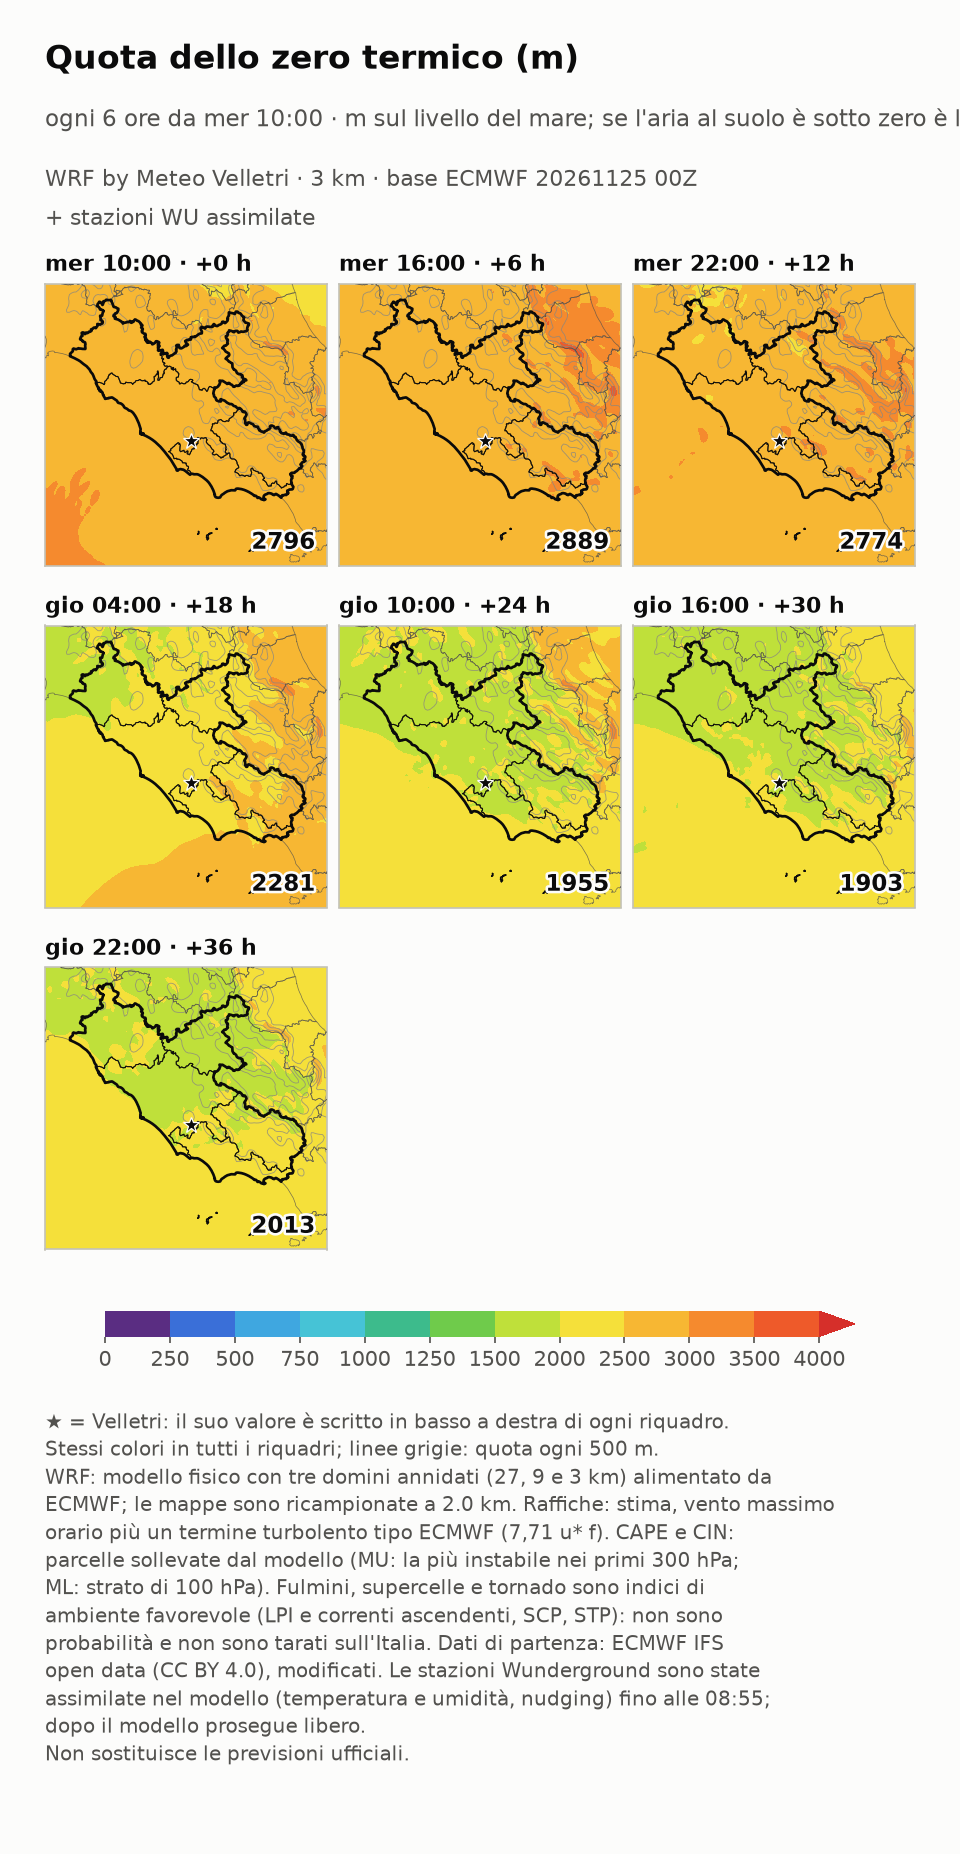 Quota dello zero termico (m)
ogni 6 ore da mer 10:00 · m sul livello del mare; se l'aria al suolo è sotto zero è
WRF by Meteo Velletri · 3 km · base ECMWF 20261125 00Z
+ stazioni WU assimilate
mer 10:00 · +0 h
mer 16:00 · +6 h
mer 22:00 · +12 h
2796
2889
2774
gio 04:00 · +18 h
gio 10:00 · +24 h
gio 16:00 · +30 h
2281
1955
1903
gio 22:00 · +36 h
2013
0 250 500 750 1000 1250 1500 2000 2500 3000 3500 4000
★ = Velletri: il suo valore è scritto in basso a destra di ogni riquadro.
Stessi colori in tutti i riquadri; linee grigie: quota ogni 500 m.
WRF: modello fisico con tre domini annidati (27, 9 e 3 km) alimentato da
ECMWF; le mappe sono ricampionate a 2.0 km. Raffiche: stima, vento massimo
orario più un termine turbolento tipo ECMWF (7,71 u* f). CAPE e CIN:
parcelle sollevate dal modello (MU: la più instabile nei primi 300 hPa;
ML: strato di 100 hPa). Fulmini, supercelle e tornado sono indici di
ambiente favorevole (LPI e correnti ascendenti, SCP, STP): non sono
probabilità e non sono tarati sull'Italia. Dati di partenza: ECMWF IFS
open data (CC BY 4.0), modificati. Le stazioni Wunderground sono state
assimilate nel modello (temperatura e umidità, nudging) fino alle 08:55;
dopo il modello prosegue libero.
Non sostituisce le previsioni ufficiali.